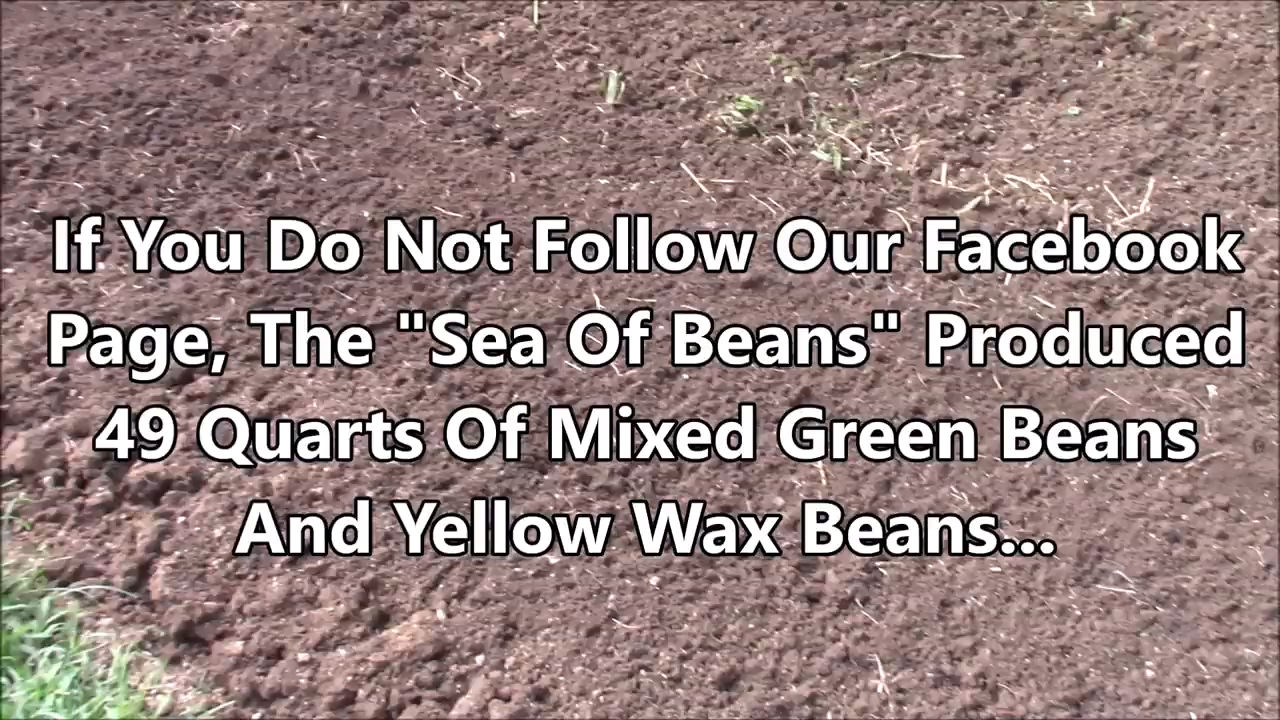 If You Do Not Follow Our Facebook
Page, The "Sea Of Beans" Produced
49 Quarts Of Mixed Green Beans
And Yellow Wax Beans...